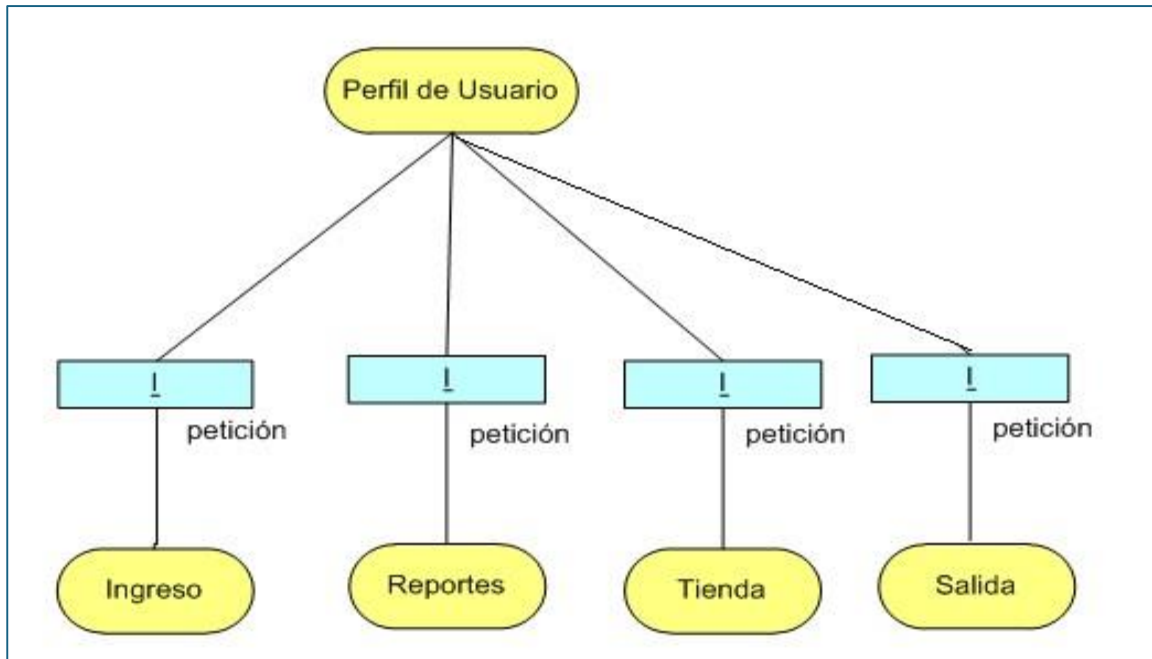 Perfil de Usuario
I
I
I
I
petición
petición
petición
petición
Ingreso
Reportes
Tienda
Salida